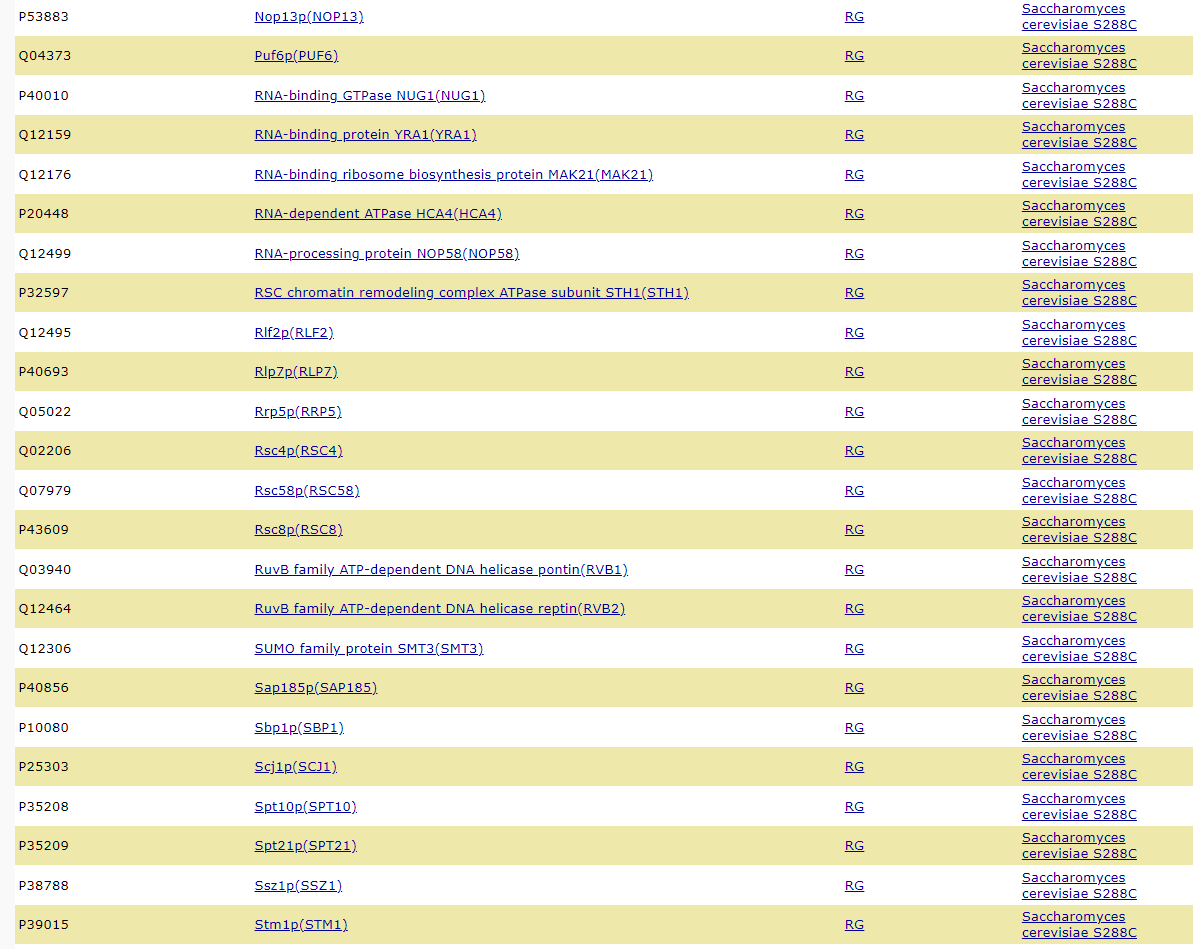 P53883 Nop13p(NOP13) RG Saccharomyces
cerevisiae S288C
Q04373 Puf6p(PUF6) RG Saccharomyces
cerevisiae S288C
P40010 RNA-binding GTPase NUG1(NUG1) RG Saccharomyces
cerevisiae S288C
Q12159 RNA-binding protein YRA1(YRA1) RG Saccharomyces
cerevisiae S288C
Q12176 RNA-binding ribosome biosynthesis protein MAK21(MAK21) RG Saccharomyces
cerevisiae S288C
P20448 RNA-dependent ATPase HCA4(HCA4) RG Saccharomyces
cerevisiae S288C
Q12499 RNA-processing protein NOP58(NOP58) RG Saccharomyces
cerevisiae S288C
P32597 RSC chromatin remodeling complex ATPase subunit STH1(STH1) RG Saccharomyces
cerevisiae S288C
Q12495 Rlf2p(RLF2) RG Saccharomyces
cerevisiae S288C
P40693 Rlp7p(RLP7) RG Saccharomyces
cerevisiae S288C
Q05022 Rrp5p(RRP5) RG Saccharomyces
cerevisiae S288C
Q02206 Rsc4p(RSC4) RG Saccharomyces
cerevisiae S288C
Q07979 Rsc58p(RSC58) RG Saccharomyces
cerevisiae S288C
P43609 Rsc8p(RSC8) RG Saccharomyces
cerevisiae S288C
Q03940 RuvB family ATP-dependent DNA helicase pontin(RVB1) RG Saccharomyces
cerevisiae S288C
Q12464 RuvB family ATP-dependent DNA helicase reptin(RVB2) RG Saccharomyces
cerevisiae S288C
Q12306 SUMO family protein SMT3(SMT3) RG Saccharomyces
cerevisiae S288C
P40856 Sap185p(SAP185) RG Saccharomyces
cerevisiae S288C
P10080 Sbp1p(SBP1) RG Saccharomyces
cerevisiae S288C
P25303 Scj1p(SCJ1) RG Saccharomyces
cerevisiae S288C
P35208 Spt10p(SPT10) RG Saccharomyces
cerevisiae S288C
P35209 Spt21p(SPT21) RG Saccharomyces
cerevisiae S288C
P38788 Ssz1p(SSZ1) RG Saccharomyces
cerevisiae S288C
P39015 Stm1p(STM1) RG Saccharomyces
cerevisiae S288C